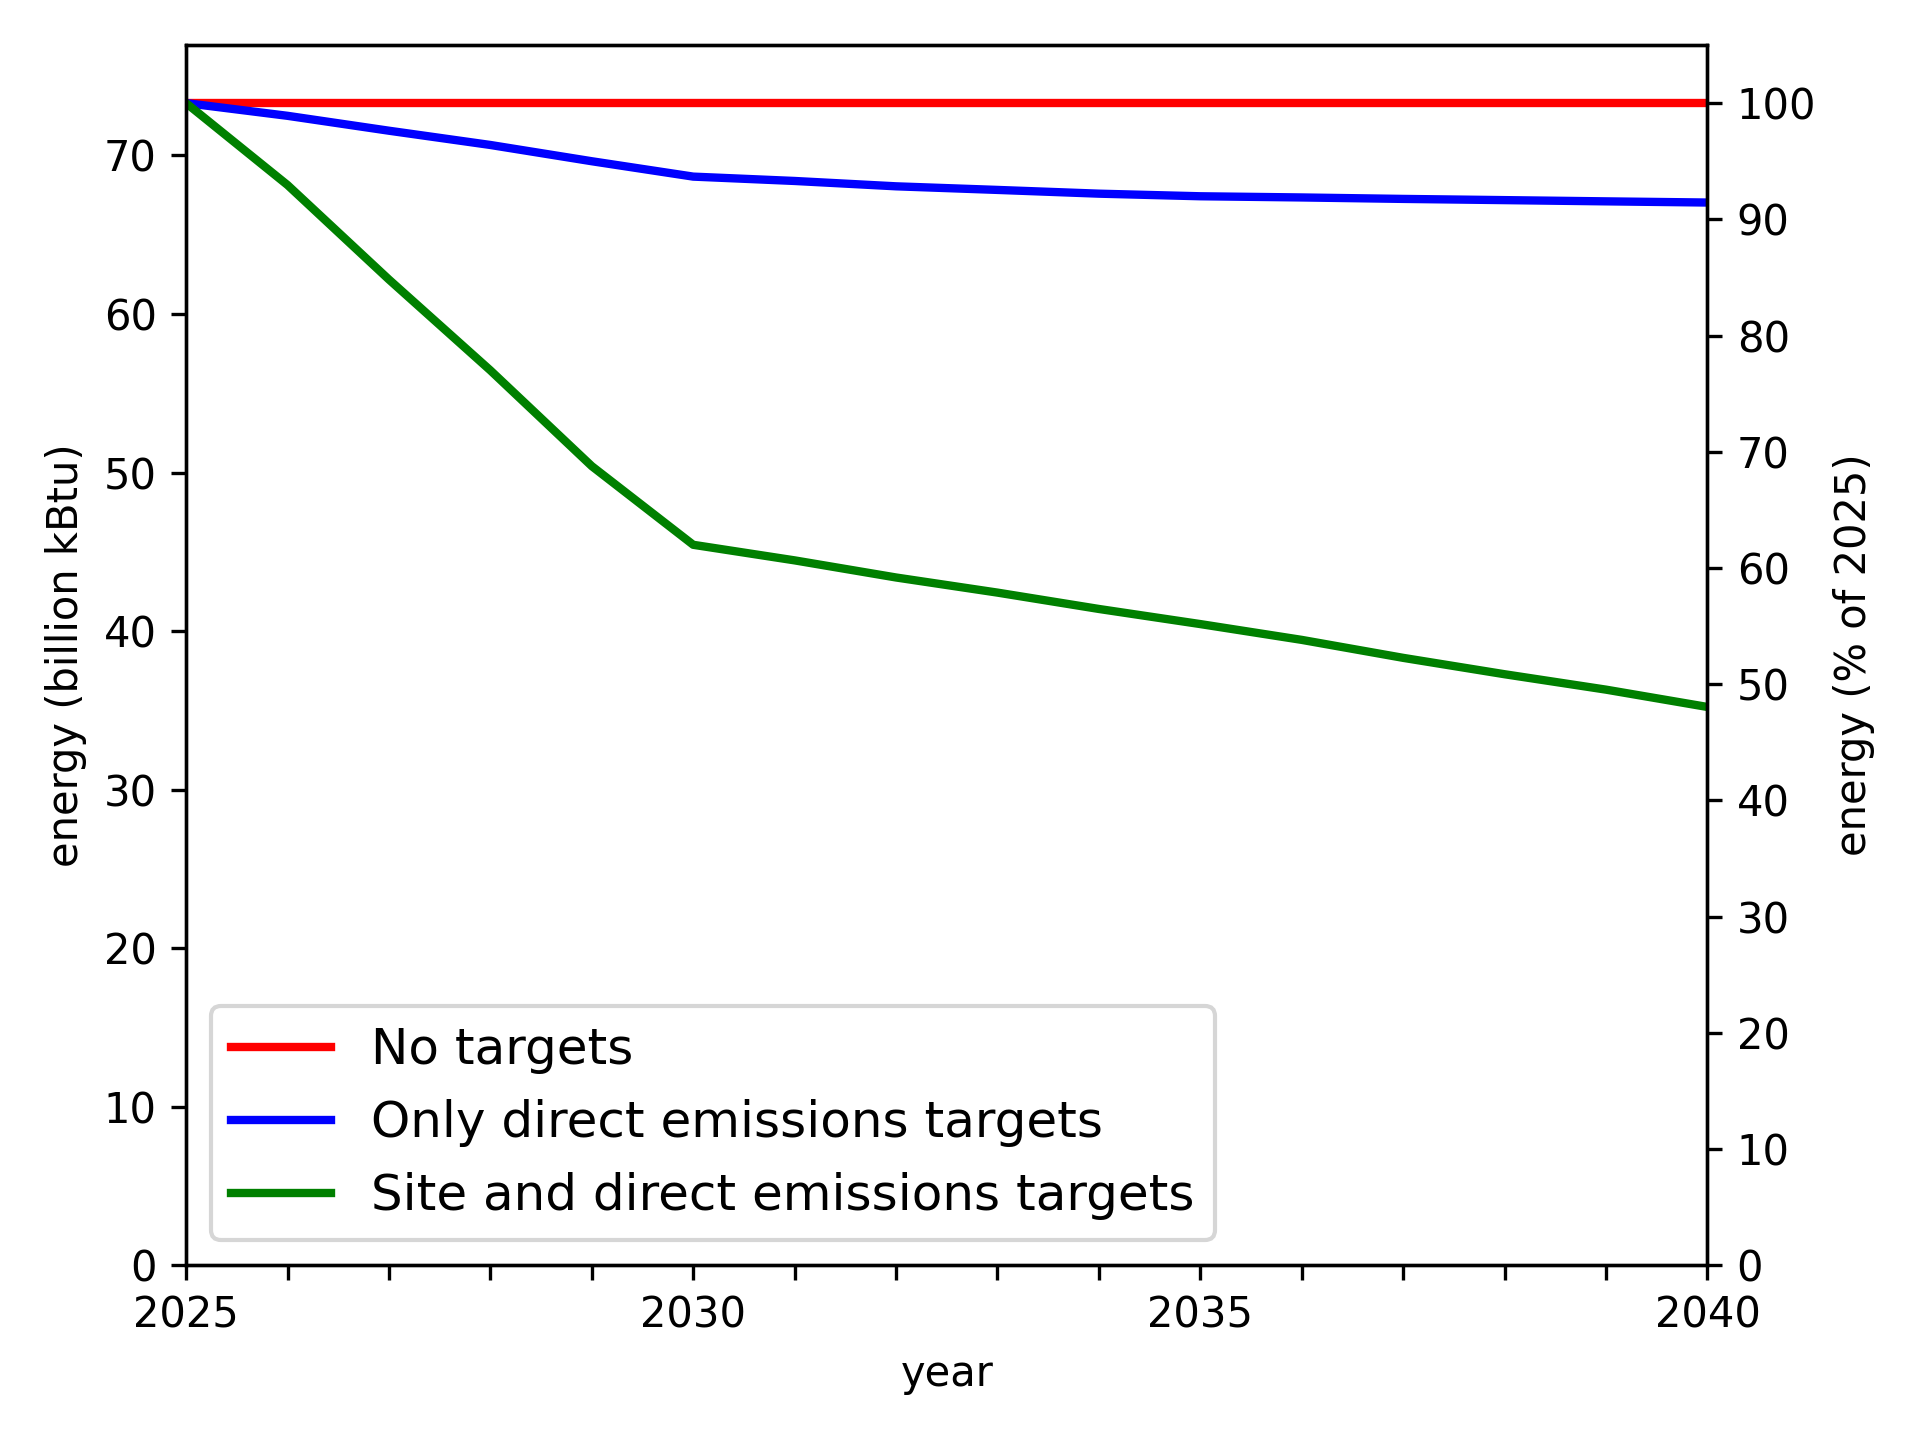 energy (billion kBtu)
70
60
50
40
30
20
10
0
100
90
80
70
60
50
40
30
20
10
0
energy (% of 2025)
No targets
Only direct emissions targets
Site and direct emissions targets
2025 2030 2035 2040
year